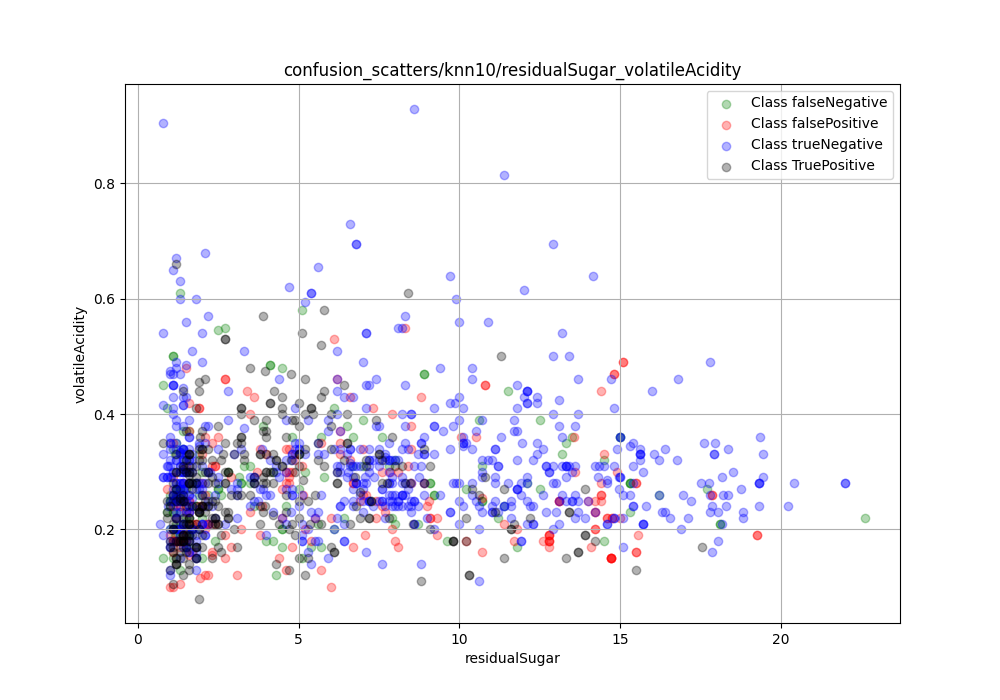 confusion_scatters/knn10/residualSugar_volatileAcidity
Class falseNegative
Class falsePositive
Class trueNegative
Class TruePositive
volatileAcidity
0.8
0.6
0.4
0.2
0
5
10
15
20
residualSugar